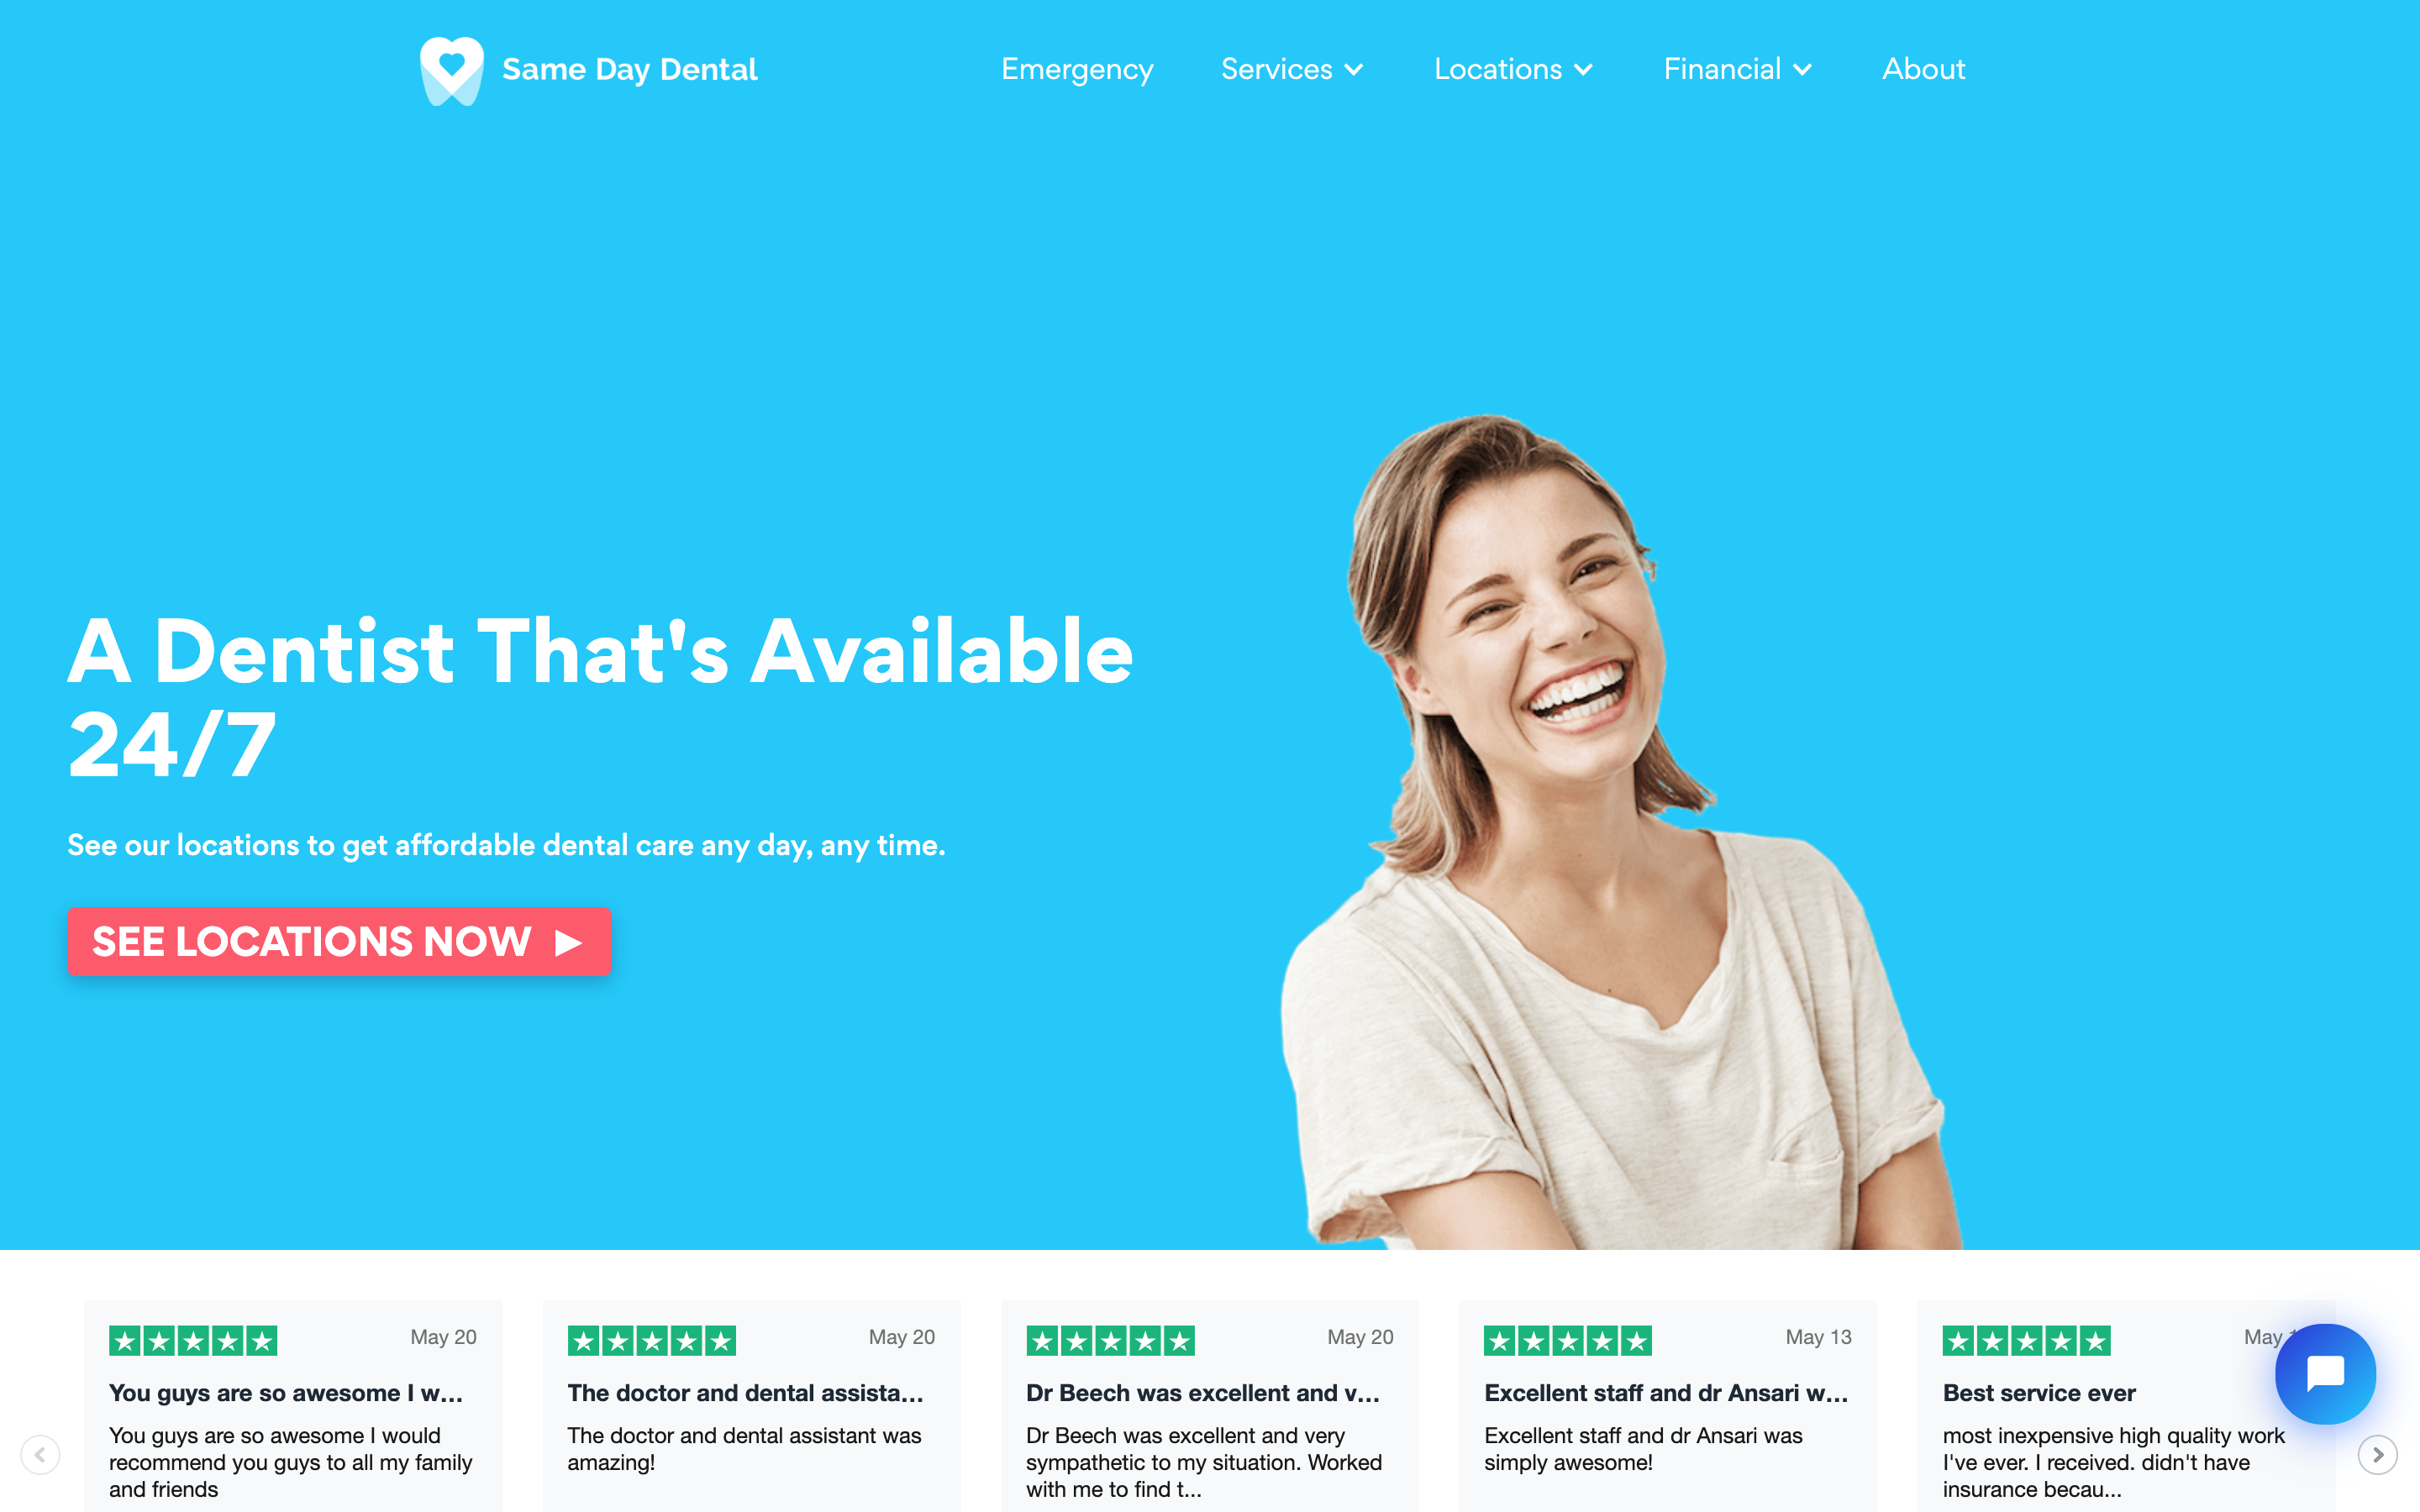 Same Day Dental
Emergency
Services
Locations
Financial
About
A Dentist That's Available
24/7
See our locations to get affordable dental care any day, any time.
SEE LOCATIONS NOW
May 20
You guys are so awesome I w...
You guys are so awesome I would
recommend you guys to all my family
and friends
May 20
The doctor and dental assista...
The doctor and dental assistant was
amazing!
May 20
Dr Beech was excellent and v...
Dr Beech was excellent and very
sympathetic to my situation. Worked
with me to find t...
May 13
Excellent staff and dr Ansari w...
Excellent staff and dr Ansari was
simply awesome!
May
Best service ever
most inexpensive high quality work
I've ever. I received. didn't have
insurance becau...